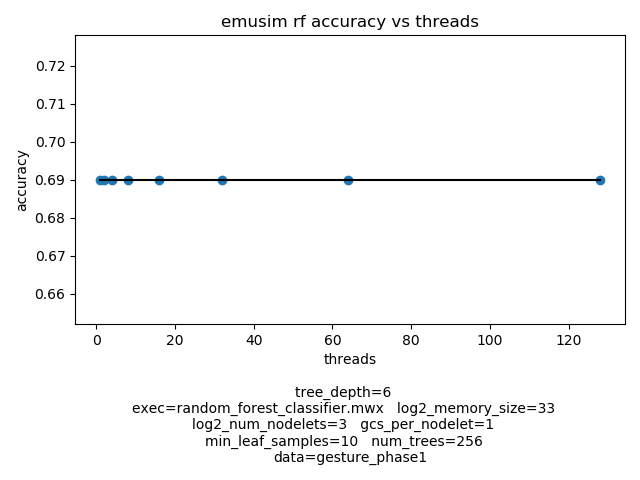 emusim rf accuracy vs threads
accuracy
0.72
0.71
0.70
0.69
0.68
0.67
0.66
0 20 40 60 80 100 120
threads
tree_depth=6
exec=random_forest_classifier.mwx log2_memory_size=33
log2_num_nodelets=3 gcs_per_nodelet=1
min_leaf_samples=10 num_trees=256
data=gesture_phase1